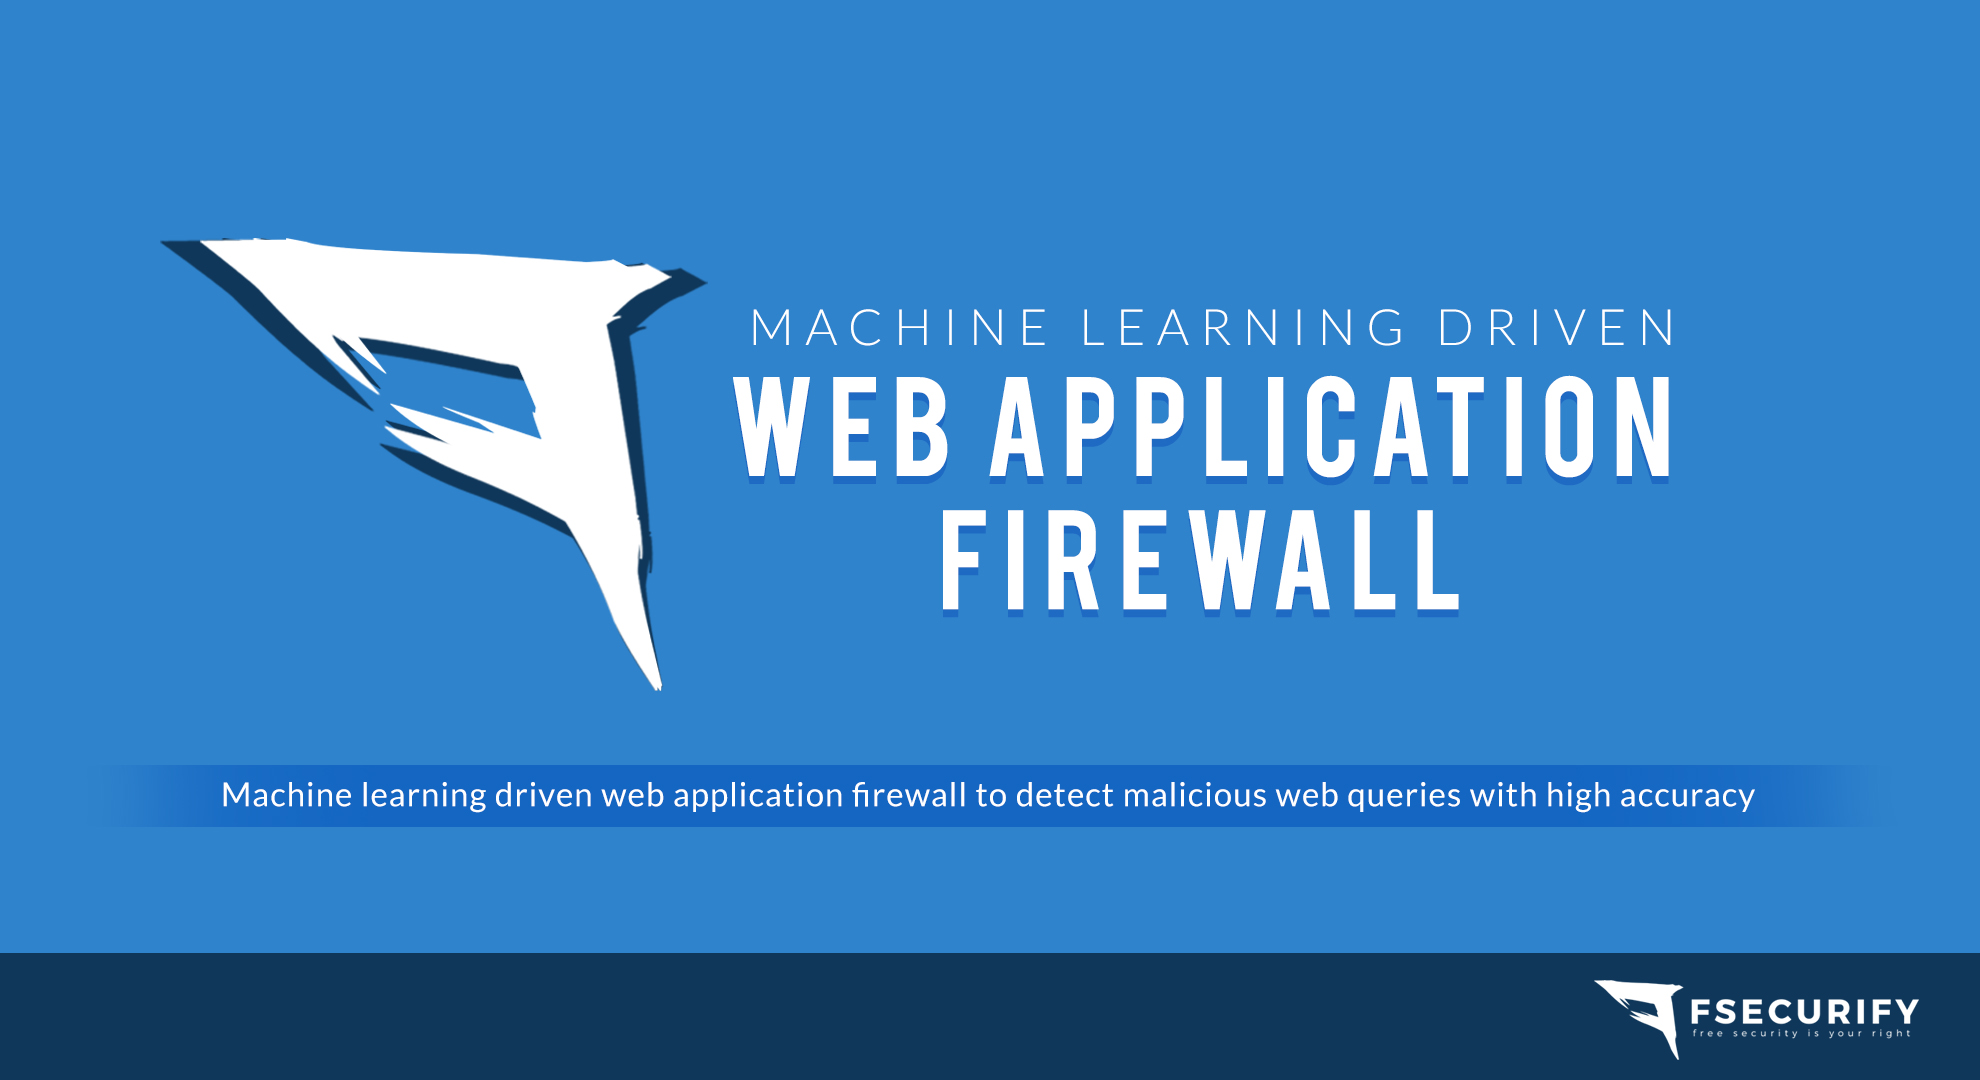 MACHINE LEARNING DRIVEN
WEB APPLICATION
FIREWALL
Machine learning driven web application firewall to detect malicious web queries with high accuracy
FSECURIFY
free security is your right